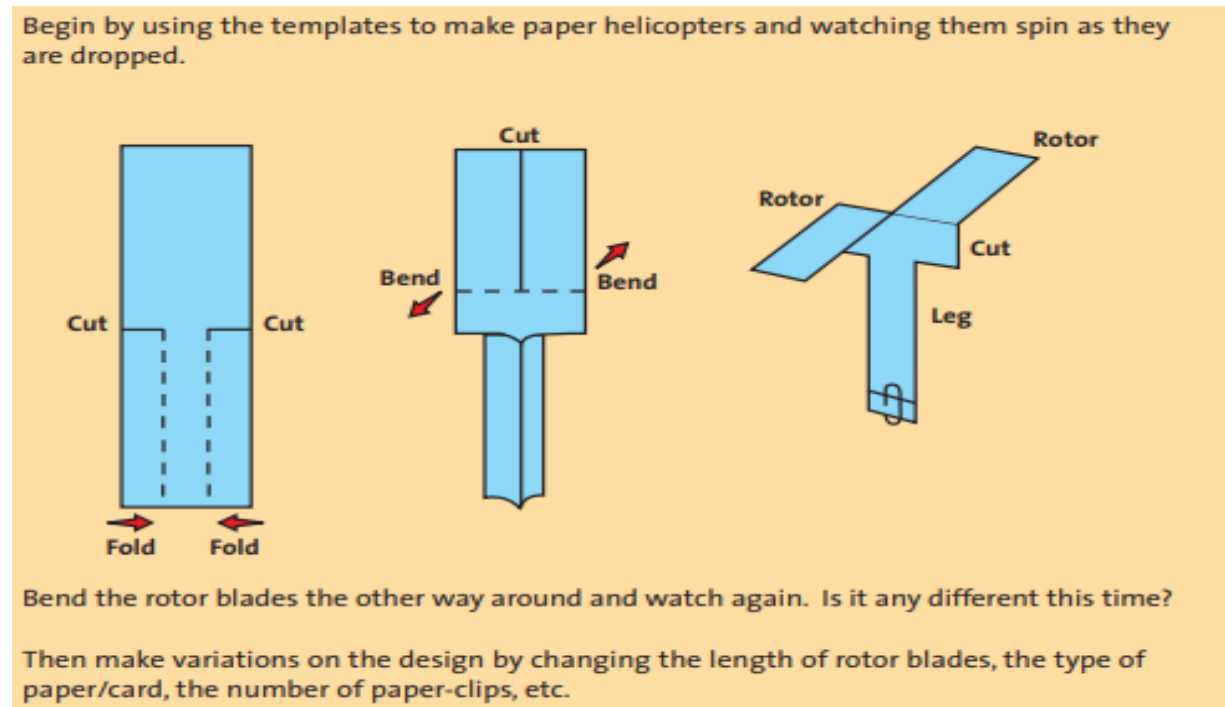 Begin by using the templates to make paper helicopters and watching them spin as they
are dropped.
Cut
Rotor
Rotor
Cut
Bend
Bend
Leg
Cut
Cut
Fold
Fold
Bend the rotor blades the other way around and watch again. Is it any different this time?
Then make variations on the design by changing the length of rotor blades, the type of
paper/card, the number of paper-clips, etc.